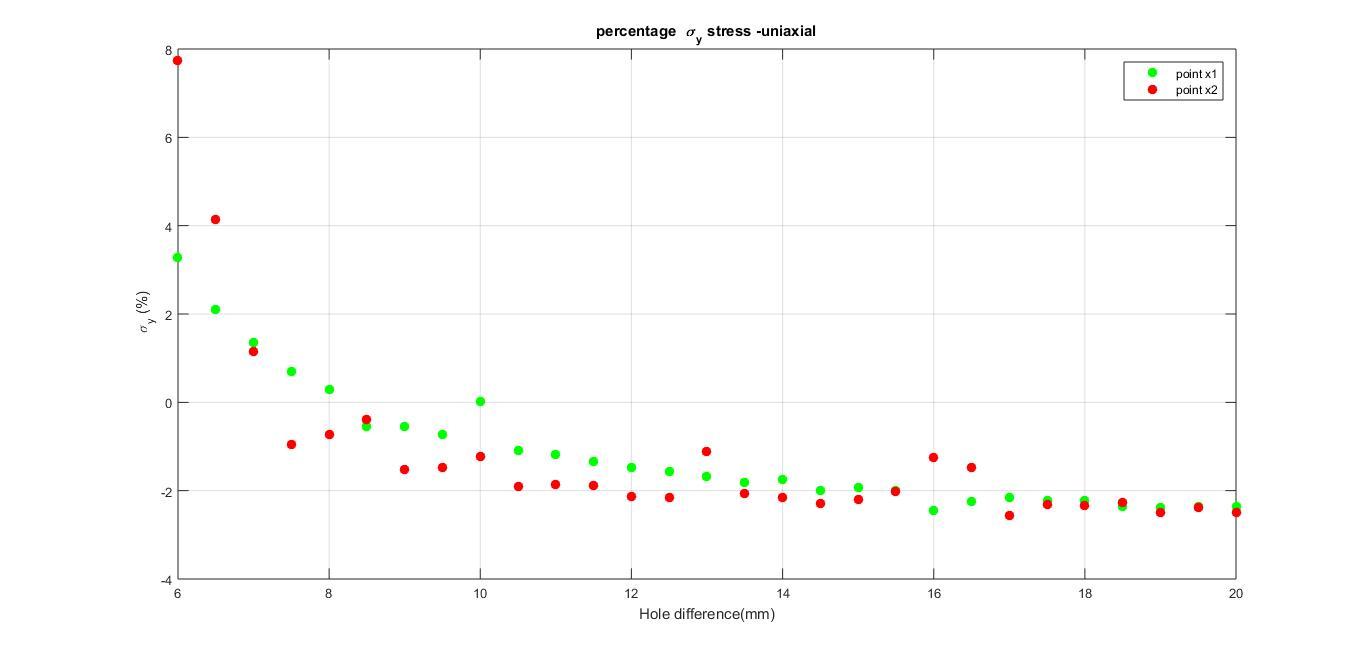 percentage σy stress -uniaxial
8
6
4
2
0
-2
-4
σy (%)
point x1
point x2
6 8 10 12 14 16 18 20
Hole difference(mm)